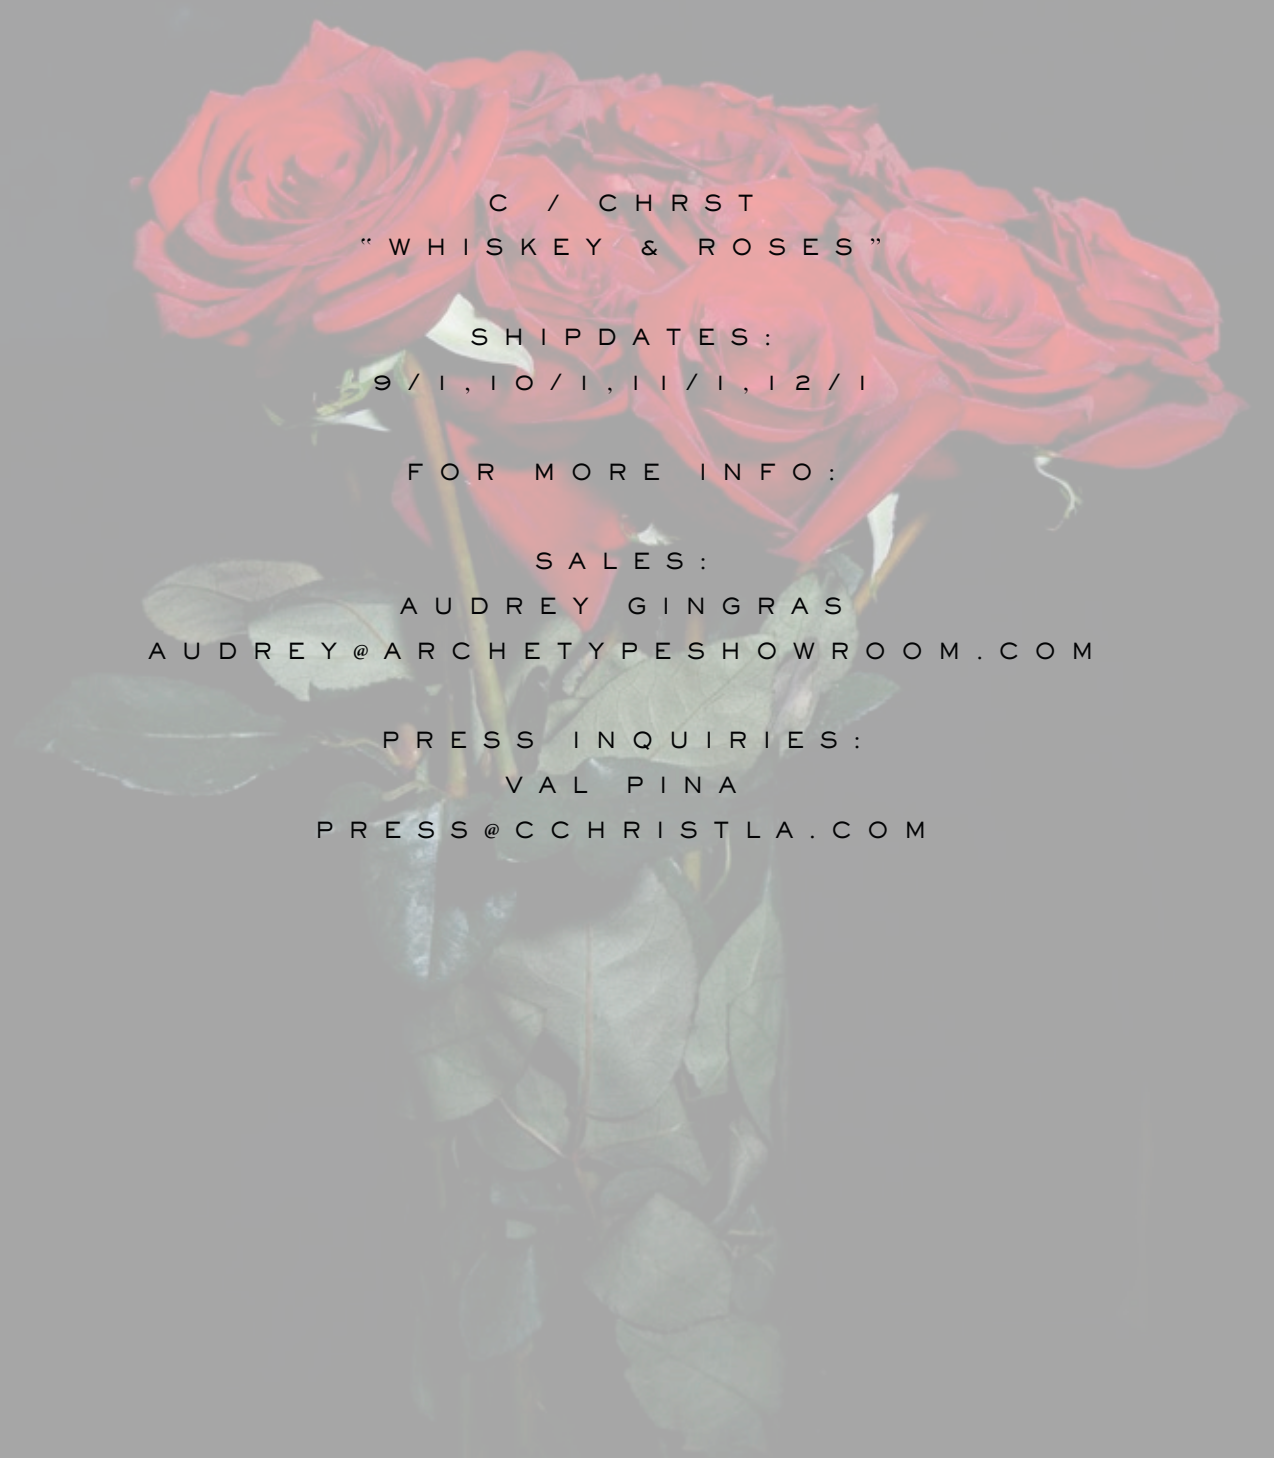 C / CHRST
“WHISKEY & ROSES”
SHIPDATES:
9/1,10/1,11/1,12/1
FOR MORE INFO:
SALES:
AUDREY GINGRAS
AUDREY@ARCHETYPESHOWROOM.COM
PRESS INQUIRIES:
VAL PINA
PRESS@CCHRISTLA.COM